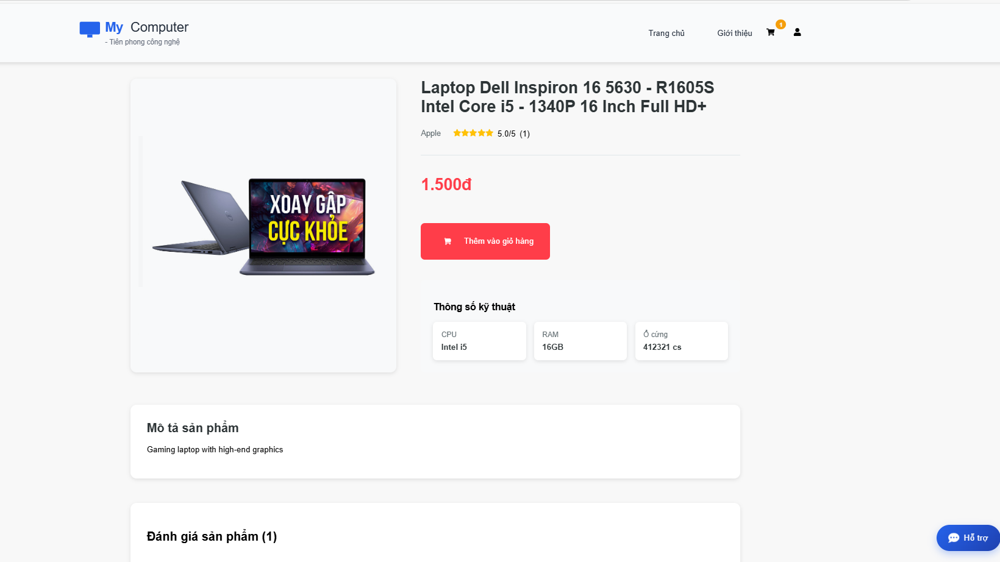 My Computer
- Tiên phong công nghệ
Trang chủ
Giới thiệu
1
Laptop Dell Inspiron 16 5630 - R1605S
Intel Core i5 - 1340P 16 Inch Full HD+
Apple
5.0/5 (1)
1.500đ
XOAY GẬP
CỰC KHỎE
Thêm vào giỏ hàng
Thông số kỹ thuật
CPU
Intel i5
RAM
16GB
Ổ cứng
412321 cs
Mô tả sản phẩm
Gaming laptop with high-end graphics
Đánh giá sản phẩm (1)
Hỗ trợ